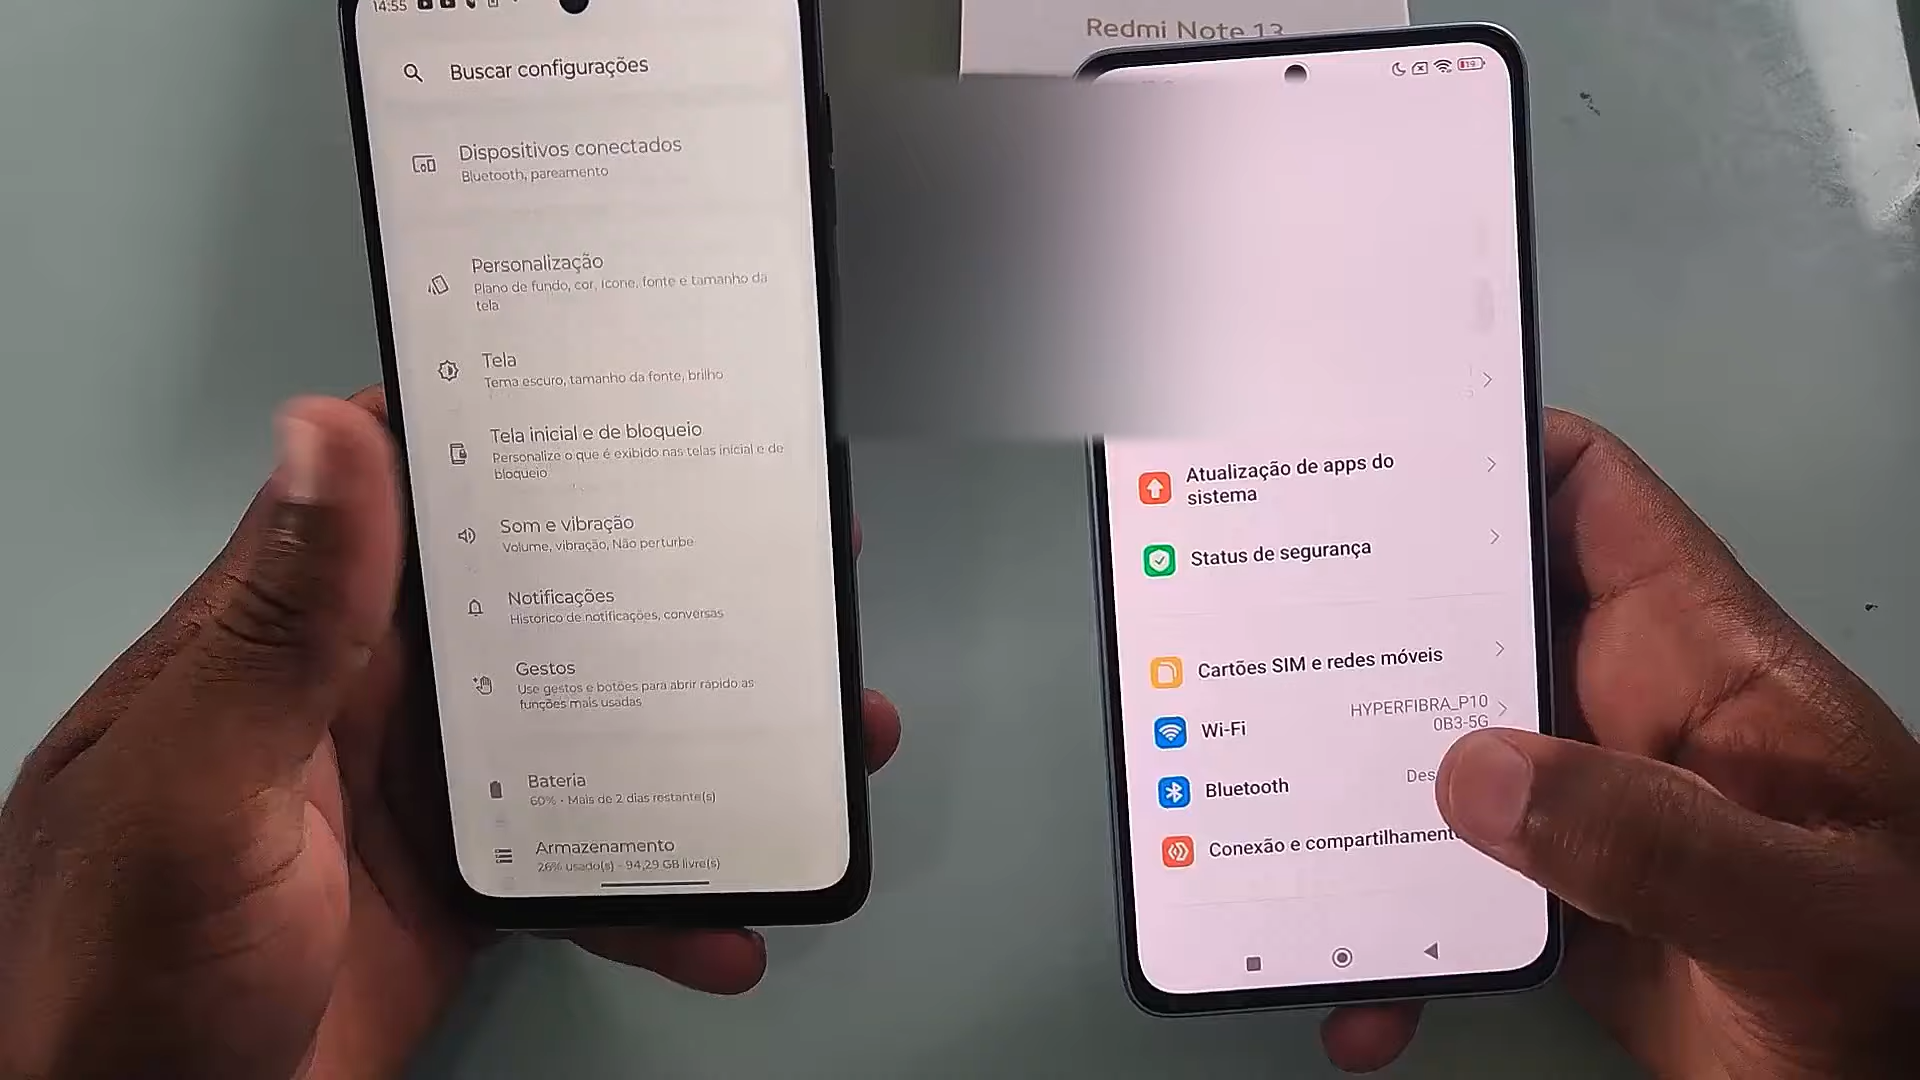 14:55
Buscar configurações
Dispositivos conectados
Bluetooth, pareamento
Personalização
Plano de fundo, cor, ícone, fonte e tamanho da
tela
Tela
Tema escuro, tamanho da fonte, brilho
Tela inicial e de bloqueio
Personalize o que é exibido nas telas inicial e de
bloqueio
Som e vibração
Volume, vibração, Não perturbe
Notificações
Histórico de notificações, conversas
Gestos
Use gestos e botões para abrir rápido as
funções mais usadas
Bateria
60% • Mais de 2 dias restante(s)
Armazenamento
26% usado(s) - 94,29 GB livre(s)
Redmi Note 13
19
Atualização de apps do
sistema
Status de segurança
Cartões SIM e redes móveis
Wi-Fi
HYPERFIBRA_P10
0B3-5G
Bluetooth
Des
Conexão e compartilhament